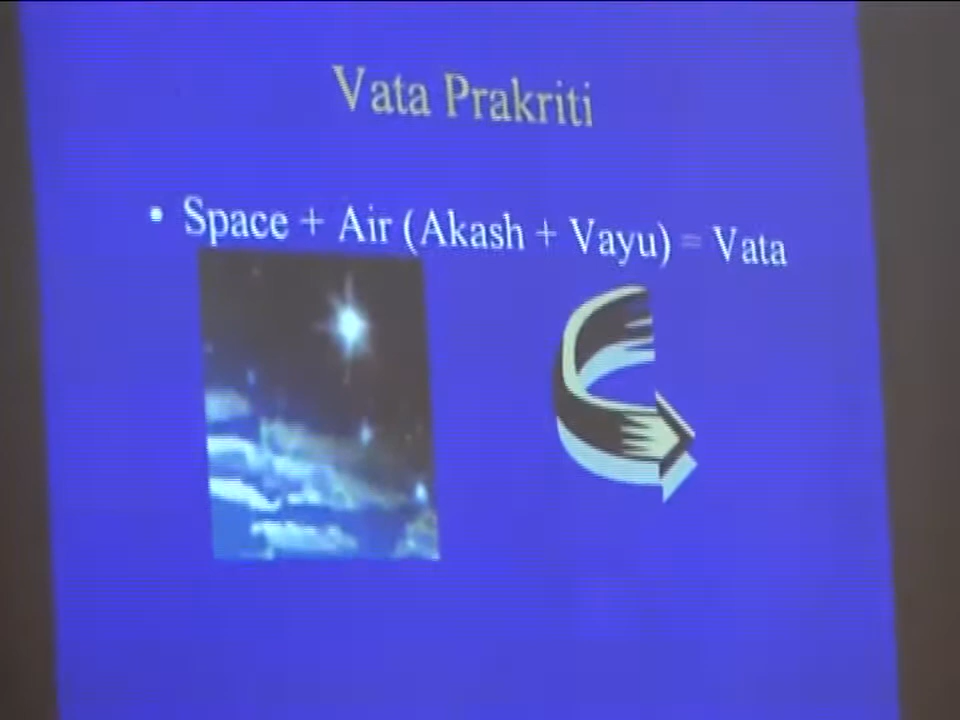 Vata Prakriti
• Space + Air (Akash + Vayu) = Vata